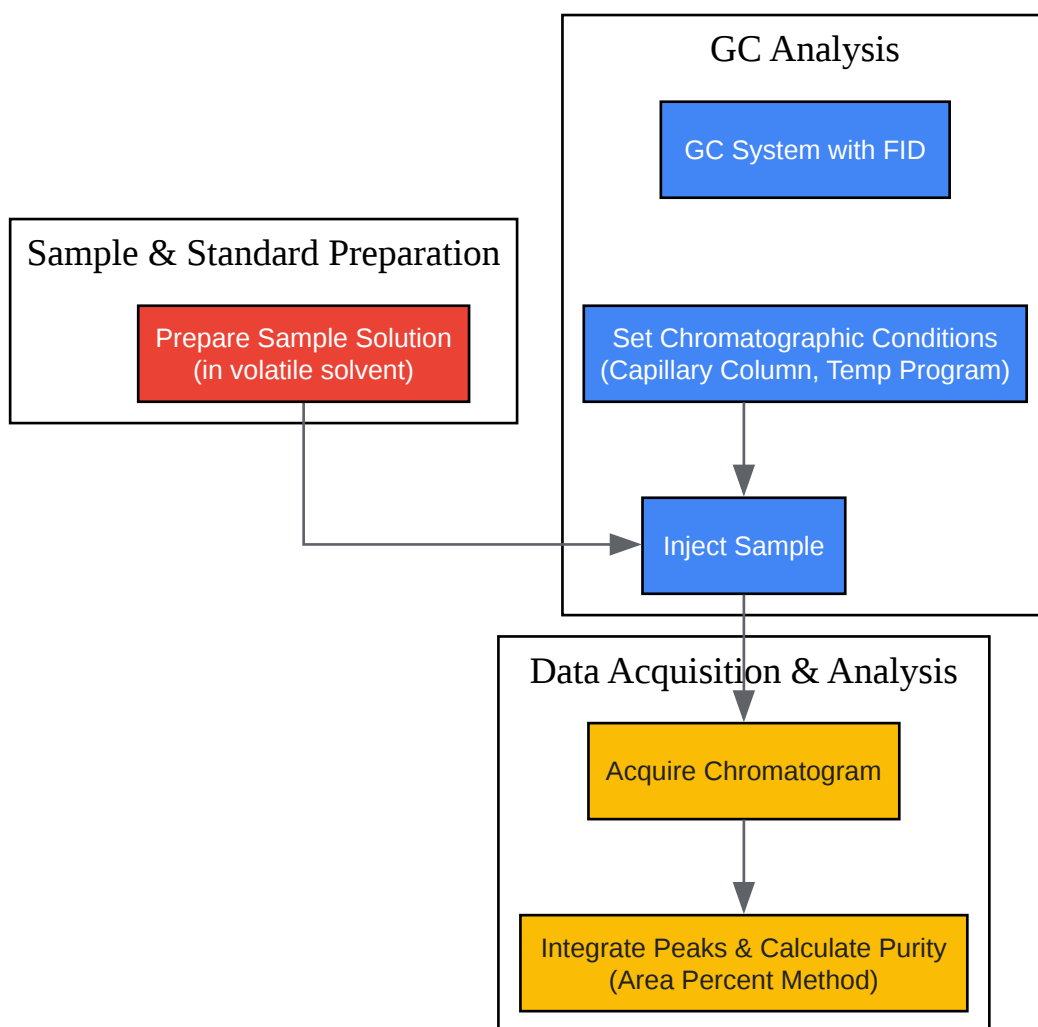 GC Analysis
GC System with FID
Sample & Standard Preparation
Prepare Sample Solution
(in volatile solvent)
Set Chromatographic Conditions
(Capillary Column, Temp Program)
Inject Sample
Data Acquisition & Analysis
Acquire Chromatogram
Integrate Peaks & Calculate Purity
(Area Percent Method)